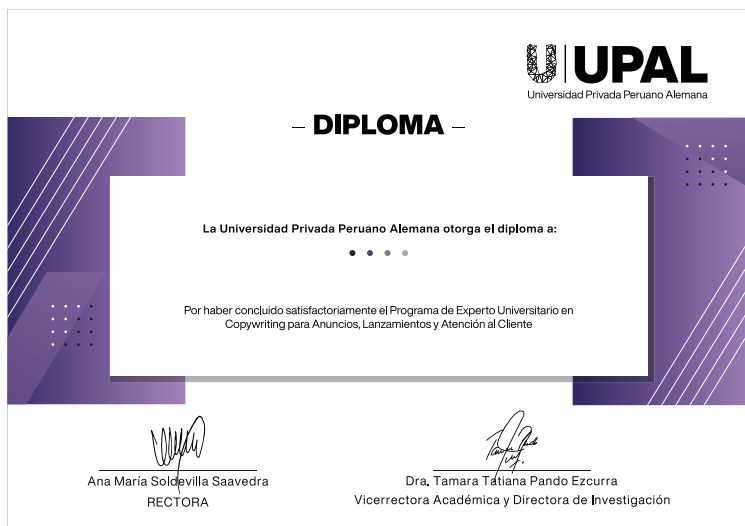 UPAL
Universidad Privada Peruano Alemana
– DIPLOMA –
La Universidad Privada Peruano Alemana otorga el diploma a:
Por haber concluido satisfactoriamente el Programa de Experto Universitario en
Copywriting para Anuncios, Lanzamientos y Atención al Cliente
Ana María Soldevilla Saavedra
RECTORA
Dra. Tamara Tatiana Pando Ezcurra
Vicerrectora Académica y Directora de Investigación